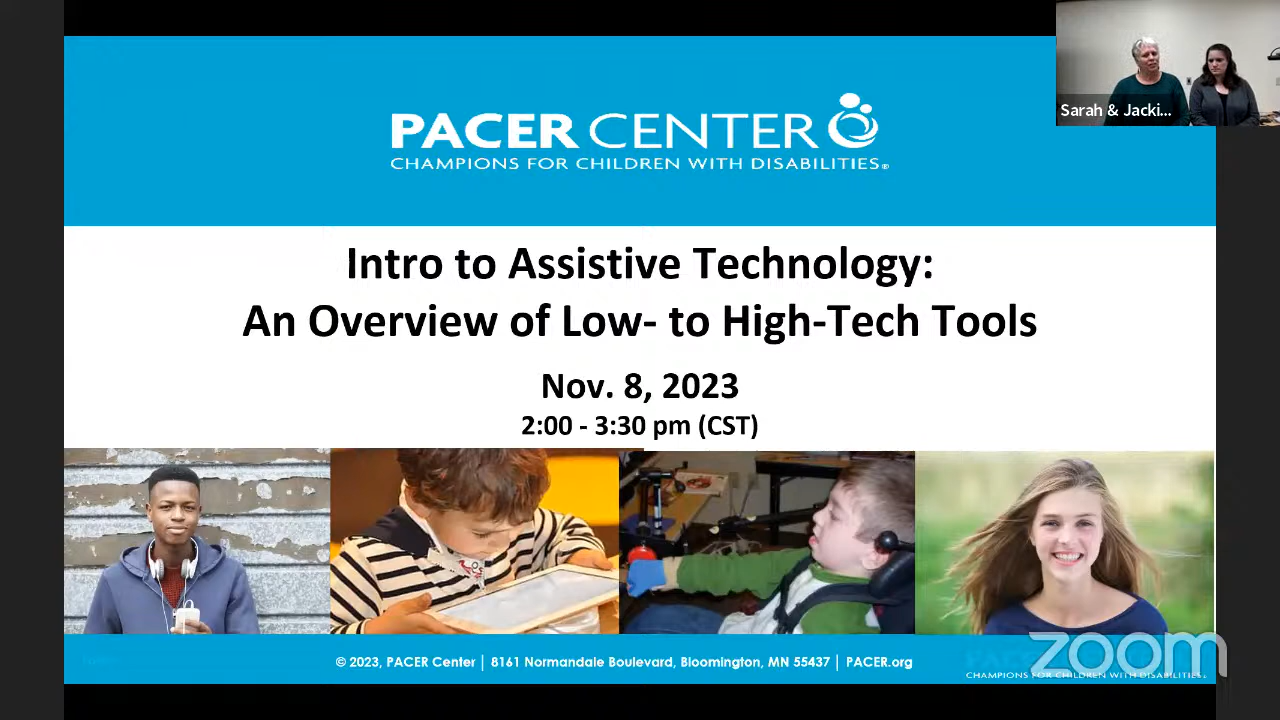 PACER CENTER
CHAMPIONS FOR CHILDREN WITH DISABILITIES®
Sarah & Jacki...
Intro to Assistive Technology:
An Overview of Low- to High-Tech Tools
Nov. 8, 2023
2:00 - 3:30 pm (CST)
© 2023, PACER Center | 8161 Normandale Boulevard, Bloomington, MN 55437 | PACER.org
zoom
CHAMPIONS FOR CHILDREN WITH DISABILITIES.